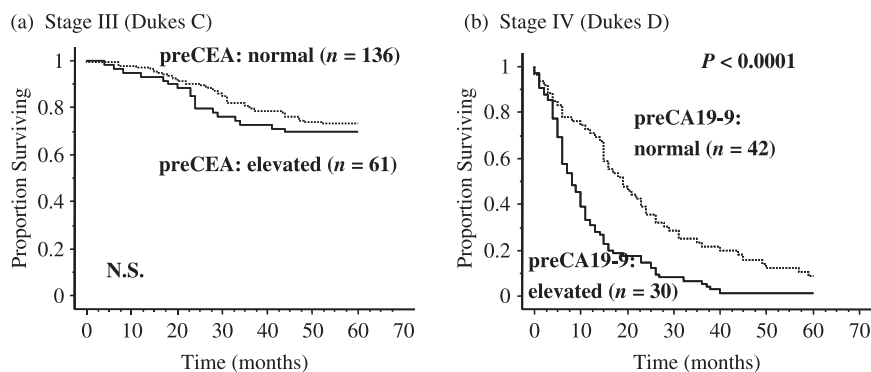 (a) Stage III (Dukes C)
preCEA: normal (n = 136)
preCEA: elevated (n = 61)
N.S.
Proportion Surviving
1
0.8
0.6
0.4
0.2
0
0 10 20 30 40 50 60 70
Time (months)
(b) Stage IV (Dukes D)
P < 0.0001
preCA19-9:
normal (n = 42)
preCA19-9:
elevated (n = 30)
Proportion Surviving
1
0.8
0.6
0.4
0.2
0
0 10 20 30 40 50 60 70
Time (months)